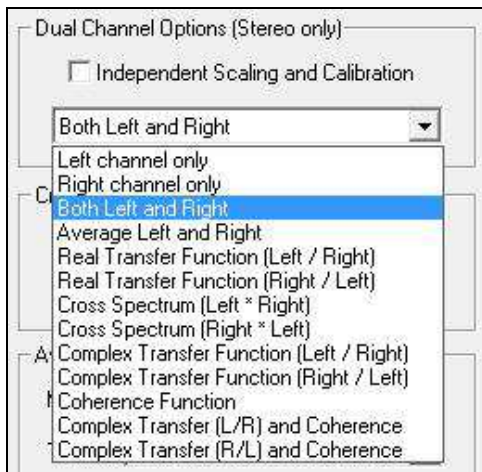 Dual Channel Options (Stereo only)
Independent Scaling and Calibration
Both Left and Right
Left channel only
Right channel only
Both Left and Right
Average Left and Right
Real Transfer Function (Left / Right)
Real Transfer Function (Right / Left)
Cross Spectrum (Left * Right)
Cross Spectrum (Right * Left)
Complex Transfer Function (Left / Right)
Complex Transfer Function (Right / Left)
Coherence Function
Complex Transfer (L/R) and Coherence
Complex Transfer (R/L) and Coherence